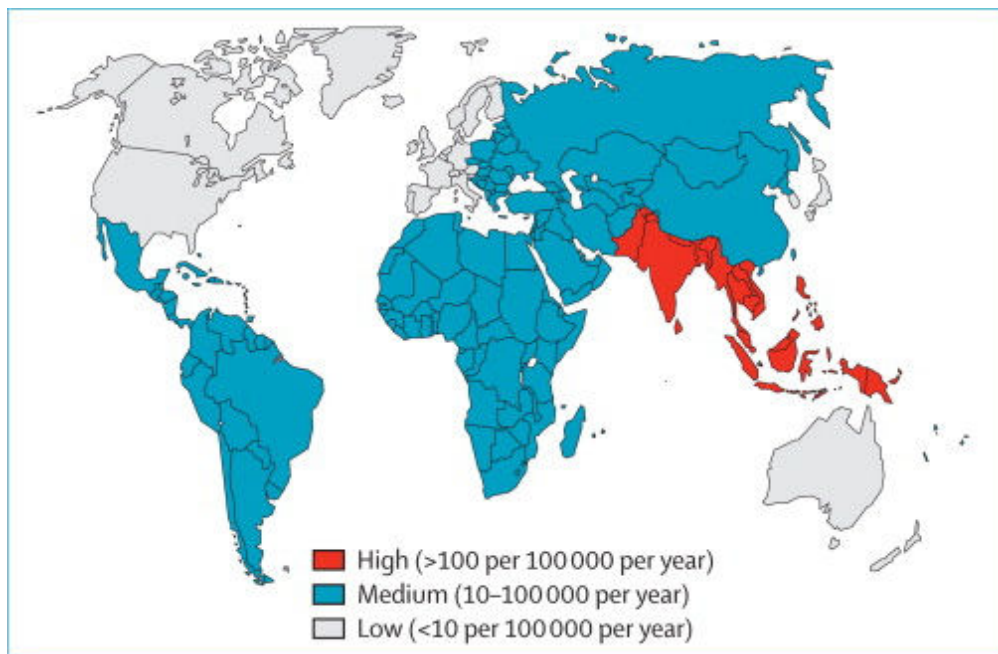 High (>100 per 100 000 per year)
Medium (10–100 000 per year)
Low (<10 per 100 000 per year)